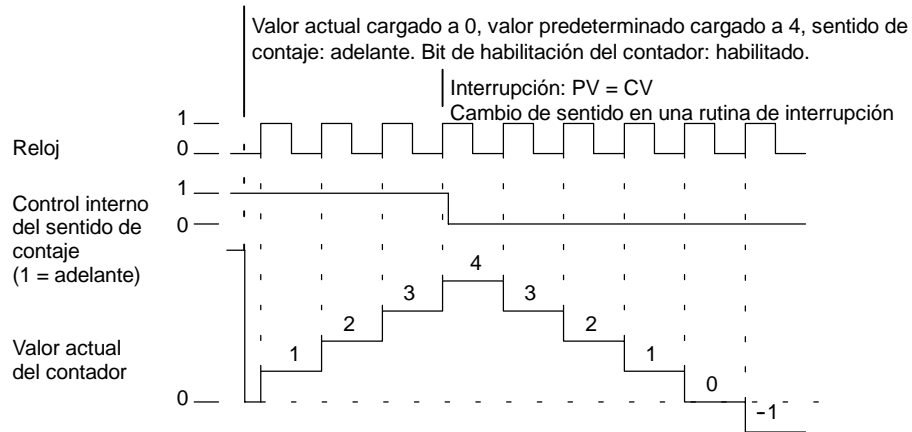 Valor actual cargado a 0, valor predeterminado cargado a 4, sentido de
contaje: adelante. Bit de habilitación del contador: habilitado.
Interrupción: PV = CV
Cambio de sentido en una rutina de interrupción
1
Reloj
0
1
Control interno
del sentido de
0
contaje
(1 = adelante)
4
3
3
2
2
Valor actual
del contador
1
1
0
0
-1